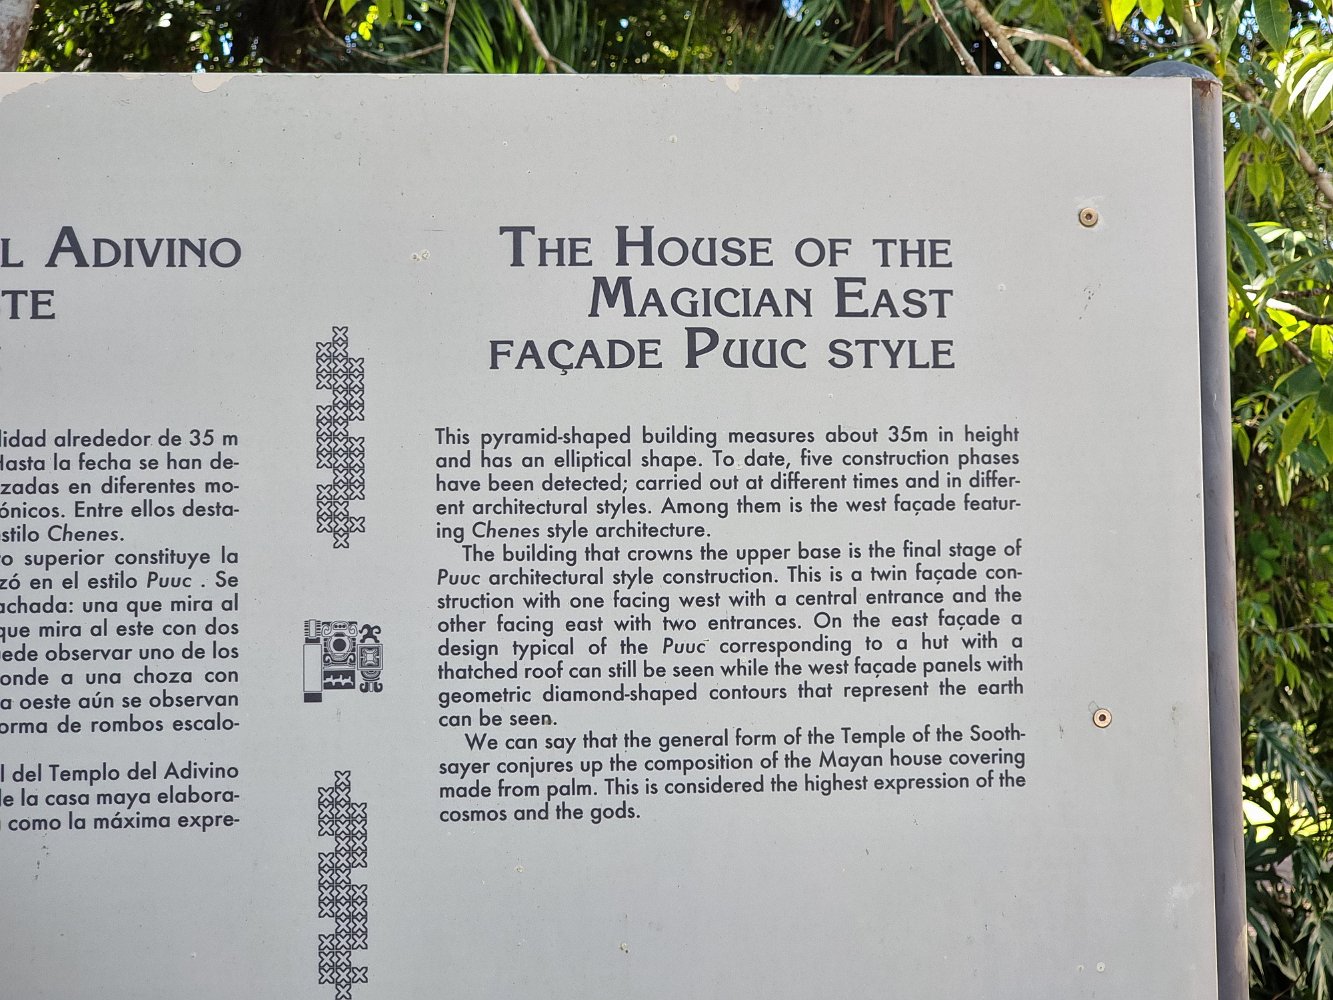 L ADIVINO
TE
lidad alrededor de 35 m
Hasta la fecha se han de-
zadas en diferentes mo-
ónicos. Entre ellos desta-
stilo Chenes.
o superior constituye la
zó en el estilo Puuc . Se
achada: una que mira al
que mira al este con dos
uede observar uno de los
onde a una choza con
a oeste aún se observan
orma de rombos escalo-
l del Templo del Adivino
le la casa maya elabora-
como la máxima expre-
THE HOUSE OF THE
MAGICIAN EAST
FAÇADE PUUC STYLE
This pyramid-shaped building measures about 35m in height
and has an elliptical shape. To date, five construction phases
have been detected; carried out at different times and in differ-
ent architectural styles. Among them is the west façade featur-
ing Chenes style architecture.
The building that crowns the upper base is the final stage of
Puuc architectural style construction. This is a twin façade con-
struction with one facing west with a central entrance and the
other facing east with two entrances. On the east façade a
design typical of the Puuc corresponding to a hut with a
thatched roof can still be seen while the west façade panels with
geometric diamond-shaped contours that represent the earth
can be seen.
We can say that the general form of the Temple of the Sooth-
sayer conjures up the composition of the Mayan house covering
made from palm. This is considered the highest expression of the
cosmos and the gods.